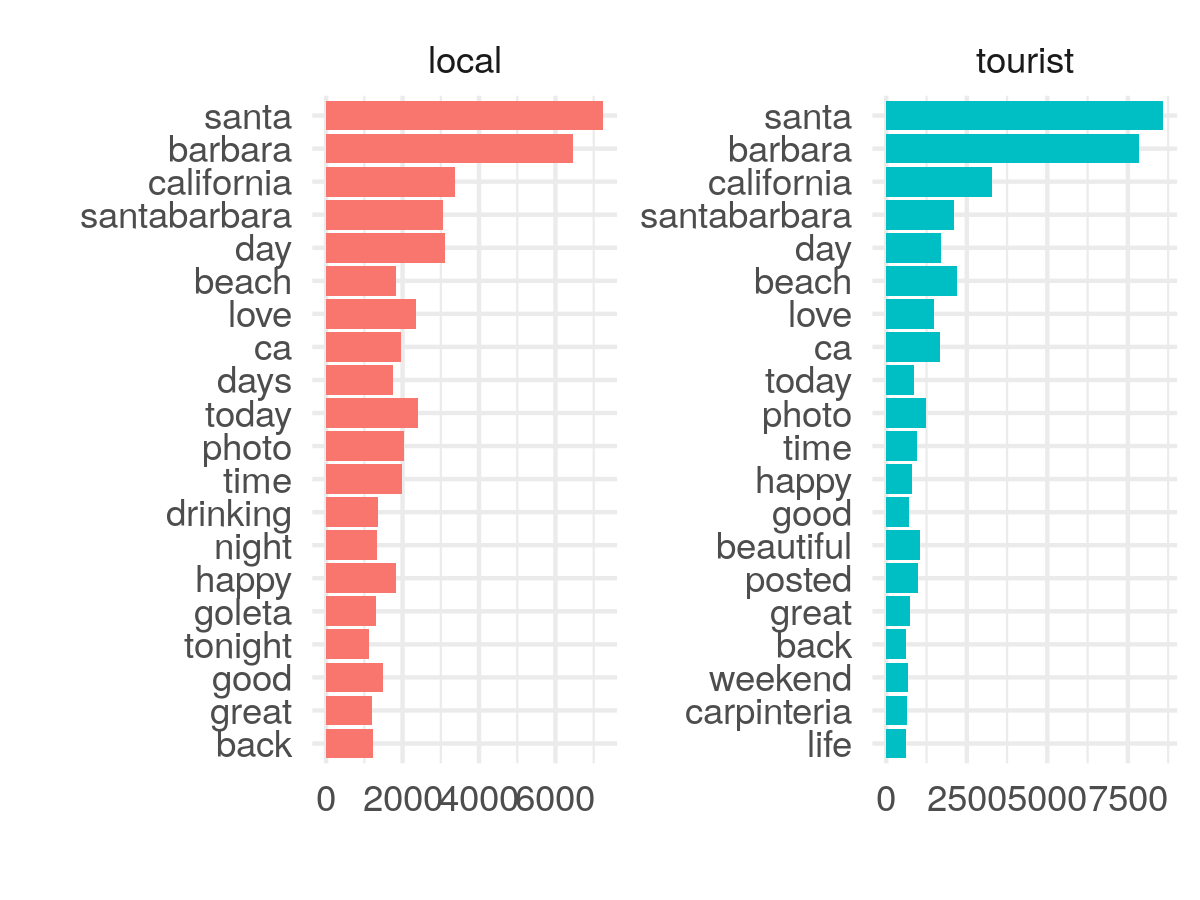 local
santa
barbara
california
santabarbara
day
beach
love
ca
days
today
photo
time
drinking
night
happy
goleta
tonight
good
great
back
0 2000 4000 6000
tourist
santa
barbara
california
santabarbara
day
beach
love
ca
today
photo
time
happy
good
beautiful
posted
great
back
weekend
carpinteria
life
0 2500 5000 7500